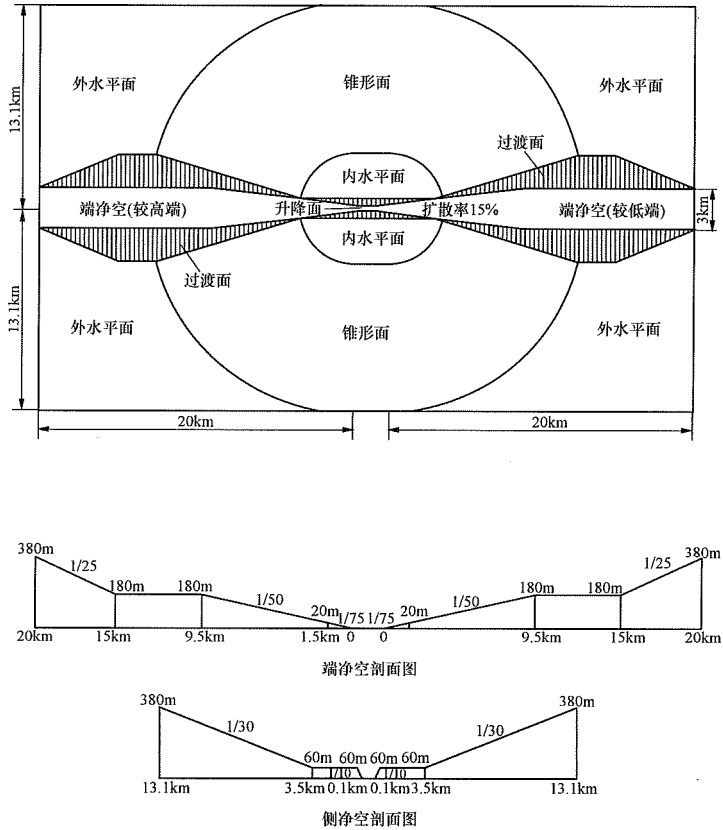 13.1km
外水平面
锥形面
外水平面
过渡面
内水平面
端净空(较高端)
升降面
扩散率15%
端净空(较低端)
3km
内水平面
过渡面
13.1km
外水平面
锥形面
外水平面
20km
20km
380m
1/25
180m
180m
1/50
20m
1/75
1/75
20m
1/50
180m
180m
1/25
380m
20km
15km
9.5km
1.5km
0
0
9.5km
15km
20km
端净空剖面图
380m
1/30
60m
60m
60m
60m
1/30
380m
1/10
1/10
13.1km
3.5km
0.1km
0.1km
3.5km
13.1km
侧净空剖面图